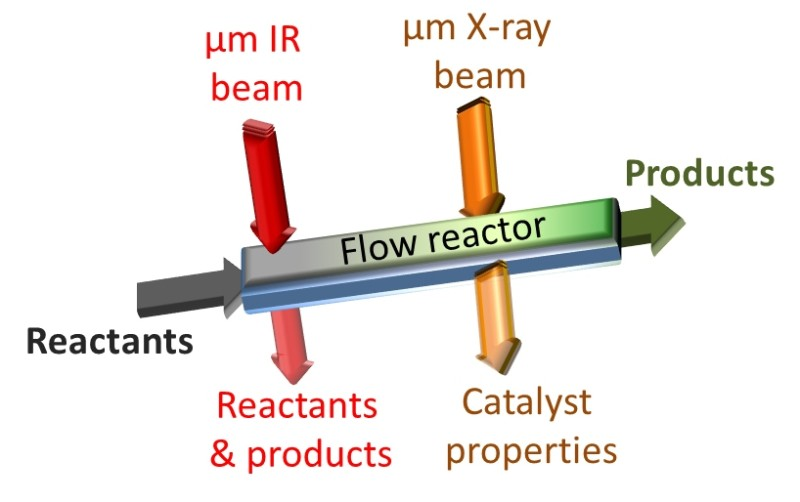 µm IR
beam
µm X-ray
beam
Products
Flow reactor
Reactants
Reactants
& products
Catalyst
properties